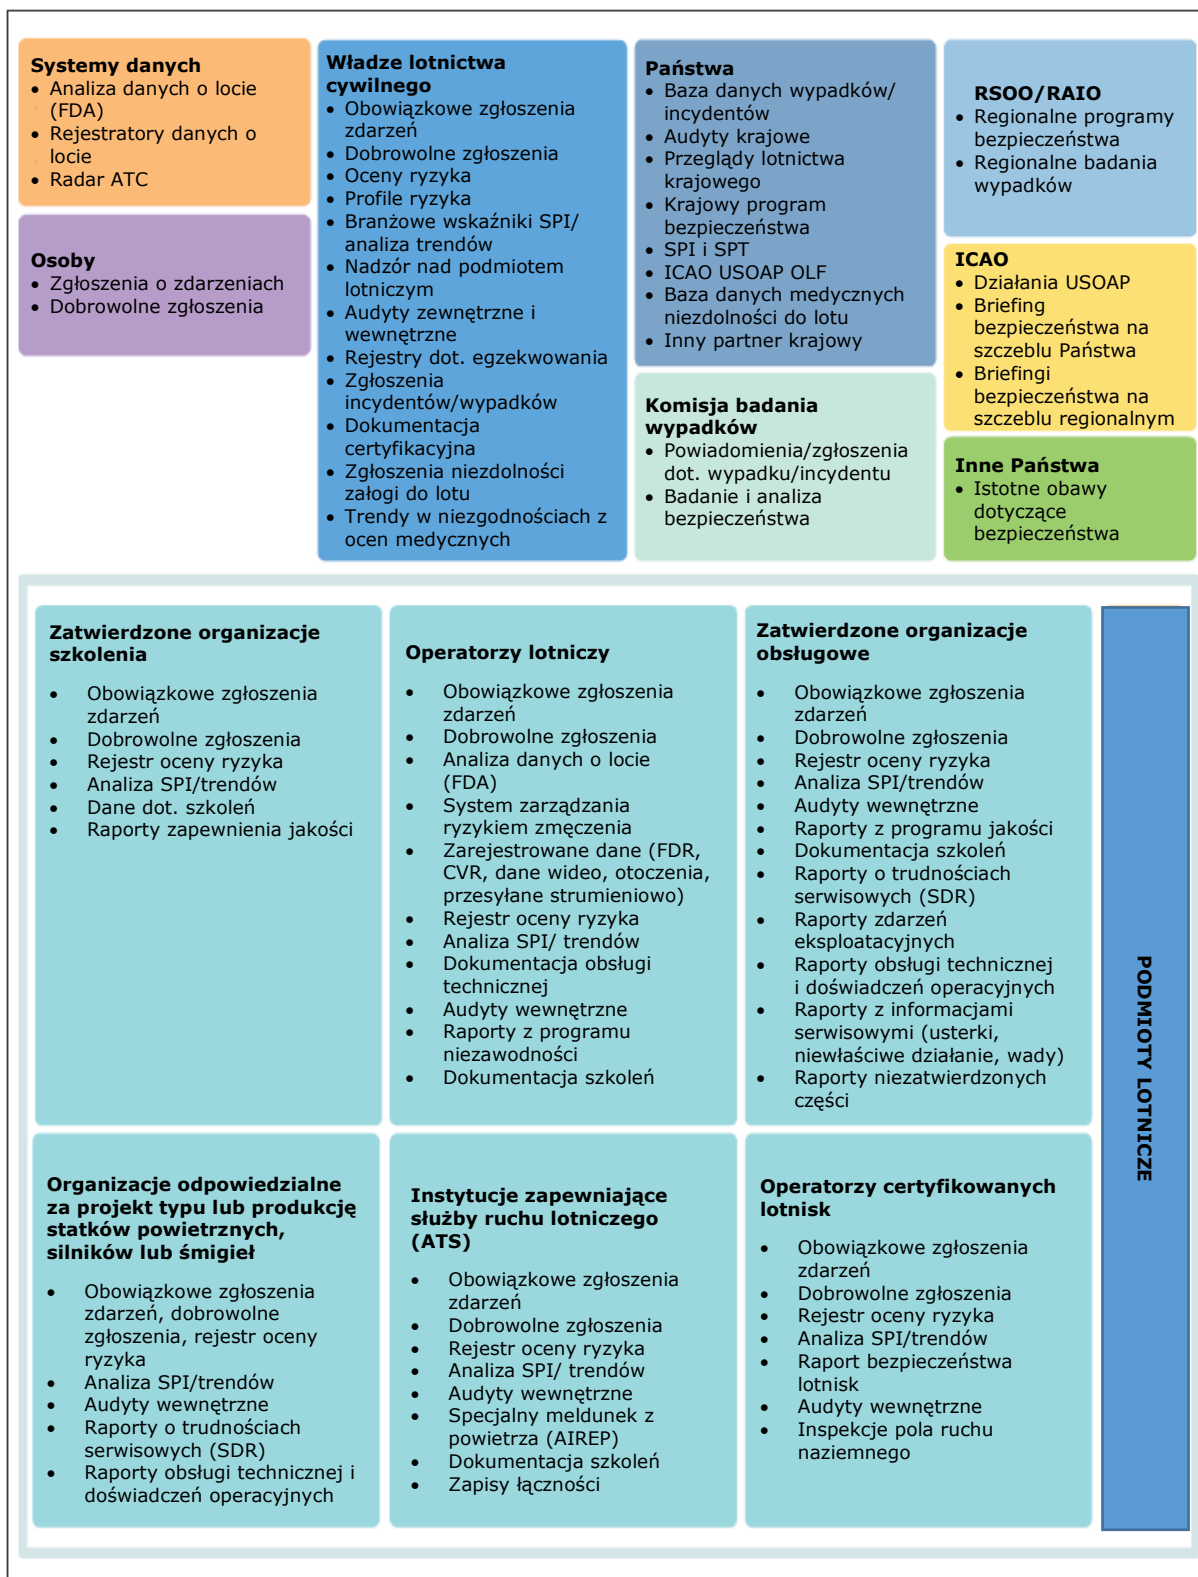 Systemy danych
• Analiza danych o locie
(FDA)
• Rejestratory danych o
locie
• Radar ATC
Osoby
• Zgłoszenia o zdarzeniach
• Dobrowolne zgłoszenia
Władze lotnictwa
cywilnego
• Obowiązkowe zgłoszenia
zdarzeń
• Dobrowolne zgłoszenia
• Oceny ryzyka
• Profile ryzyka
• Branżowe wskaźniki SPI/
analiza trendów
• Nadzór nad podmiotem
lotniczym
• Audyty zewnętrzne i
wewnętrzne
• Rejestry dot. egzekwowania
• Zgłoszenia
incydentów/wypadków
• Dokumentacja
certyfikacyjna
• Zgłoszenia niezdolności
załogi do lotu
• Trendy w niezgodnościach z
ocen medycznych
Państwa
• Baza danych wypadków/
incydentów
• Audyty krajowe
• Przeglądy lotnictwa
krajowego
• Krajowy program
bezpieczeństwa
• SPI i SPT
• ICAO USOAP OLF
• Baza danych medycznych
niezdolności do lotu
• Inny partner krajowy
Komisja badania
wypadków
• Powiadomienia/zgłoszenia
dot. wypadku/incydentu
• Badanie i analiza
bezpieczeństwa
RSOO/RAIO
• Regionalne programy
bezpieczeństwa
• Regionalne badania
wypadków
ICAO
• Działania USOAP
• Briefing
bezpieczeństwa na
szczeblu Państwa
• Briefingi
bezpieczeństwa na
szczeblu regionalnym
Inne Państwa
• Istotne obawy
dotyczące
bezpieczeństwa
Zatwierdzone organizacje
szkolenia
• Obowiązkowe zgłoszenia
zdarzeń
• Dobrowolne zgłoszenia
• Rejestr oceny ryzyka
• Analiza SPI/trendów
• Dane dot. szkoleń
• Raporty zapewnienia jakości
Operatorzy lotniczy
• Obowiązkowe zgłoszenia
zdarzeń
• Dobrowolne zgłoszenia
• Analiza danych o locie
(FDA)
• System zarządzania
ryzykiem zmęczenia
• Zarejestrowane dane (FDR,
CVR, dane wideo, otoczenia,
przesyłane strumieniowo)
• Rejestr oceny ryzyka
• Analiza SPI/ trendów
• Dokumentacja obsługi
technicznej
• Audyty wewnętrzne
• Raporty z programu
niezawodności
• Dokumentacja szkoleń
Zatwierdzone organizacje
obsługowe
• Obowiązkowe zgłoszenia
zdarzeń
• Dobrowolne zgłoszenia
• Rejestr oceny ryzyka
• Analiza SPI/trendów
• Audyty wewnętrzne
• Raporty z programu jakości
• Dokumentacja szkoleń
• Raporty o trudnościach
serwisowych (SDR)
• Raporty zdarzeń
eksploatacyjnych
• Raporty obsługi technicznej
i doświadczeń operacyjnych
• Raporty z informacjami
serwisowymi (usterki,
niewłaściwe działanie, wady)
• Raporty niezatwierdzonych
części
Organizacje odpowiedzialne
za projekt typu lub produkcję
statków powietrznych,
silników lub śmigieł
• Obowiązkowe zgłoszenia
zdarzeń, dobrowolne
zgłoszenia, rejestr oceny
ryzyka
• Analiza SPI/trendów
• Audyty wewnętrzne
• Raporty o trudnościach
serwisowych (SDR)
• Raporty obsługi technicznej i
doświadczeń operacyjnych
Instytucje zapewniające
służby ruchu lotniczego
(ATS)
• Obowiązkowe zgłoszenia
zdarzeń
• Dobrowolne zgłoszenia
• Rejestr oceny ryzyka
• Analiza SPI/ trendów
• Audyty wewnętrzne
• Specjalny meldunek z
powietrza (AIREP)
• Dokumentacja szkoleń
• Zapisy łączności
Operatorzy certyfikowanych
lotnisk
• Obowiązkowe zgłoszenia
zdarzeń
• Dobrowolne zgłoszenia
• Rejestr oceny ryzyka
• Analiza SPI/trendów
• Raport bezpieczeństwa
lotnisk
• Audyty wewnętrzne
• Inspekcje pola ruchu
naziemnego
PODMIOTY LOTNICZE